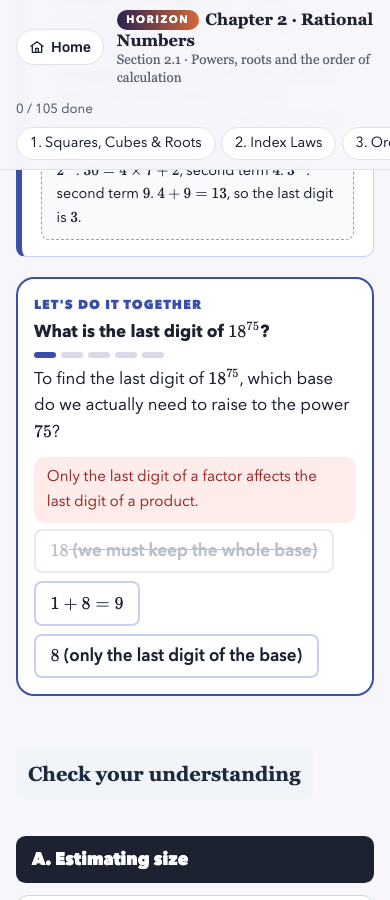 HORIZON Chapter 2 · Rational
Numbers
Home
Section 2.1 · Powers, roots and the order of
calculation
0 / 105 done
1. Squares, Cubes & Roots
2. Index Laws
3. Or
second term 9. 4 + 9 = 13, so the last digit
is 3.
LET'S DO IT TOGETHER
What is the last digit of 18⁷⁵?
To find the last digit of 18⁷⁵, which base
do we actually need to raise to the power
75?
Only the last digit of a factor affects the
last digit of a product.
18 (we must keep the whole base)
1 + 8 = 9
8 (only the last digit of the base)
Check your understanding
A. Estimating size